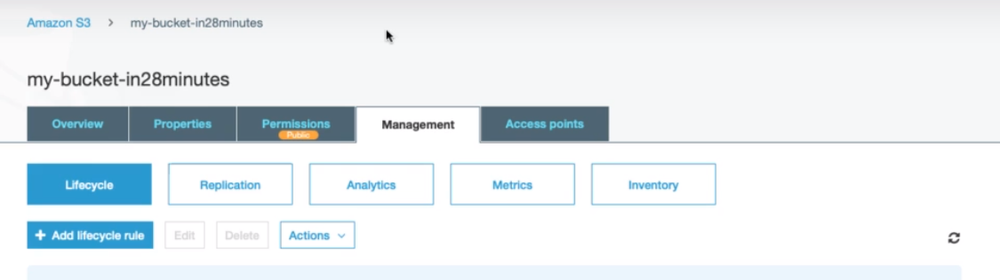 Amazon S3 > my-bucket-in28minutes
my-bucket-in28minutes
Overview Properties Permissions Management Access points
Public
Lifecycle Replication Analytics Metrics Inventory
+ Add lifecycle rule Edit Delete Actions